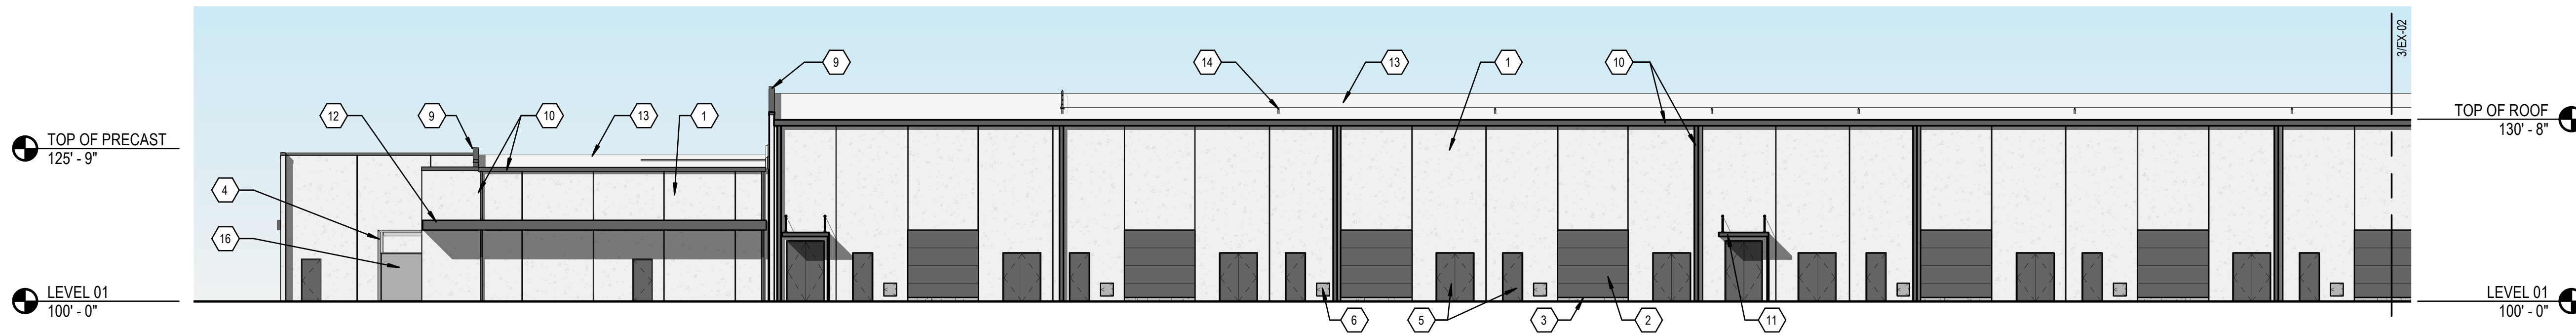 3/EX-02
9
14
13
1
10
12
9
10
13
1
TOP OF PRECAST
125' - 9"
TOP OF ROOF
130' - 8"
4
16
LEVEL 01
100' - 0"
LEVEL 01
100' - 0"
6
5
3
2
11